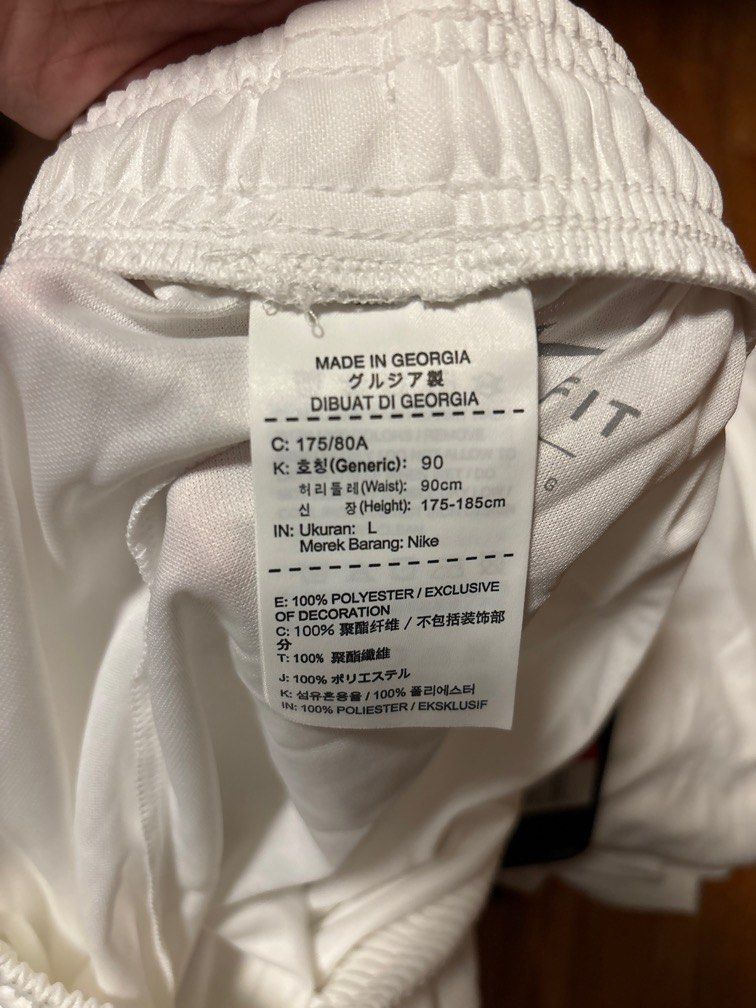 MADE IN GEORGIA
グルジア製
DIBUAT DI GEORGIA
C: 175/80A
K: 호칭(Generic): 90
허리둘레(Waist): 90cm
신 장(Height): 175-185cm
IN: Ukuran: L
Merek Barang: Nike
E: 100% POLYESTER / EXCLUSIVE
OF DECORATION
C: 100% 聚酯纤维 / 不包括装饰部
分
T: 100% 聚酯纖維
J: 100% ポリエステル
K: 섬유혼용율 / 100% 폴리에스터
IN: 100% POLIESTER / EKSKLUSIF
FIT
G